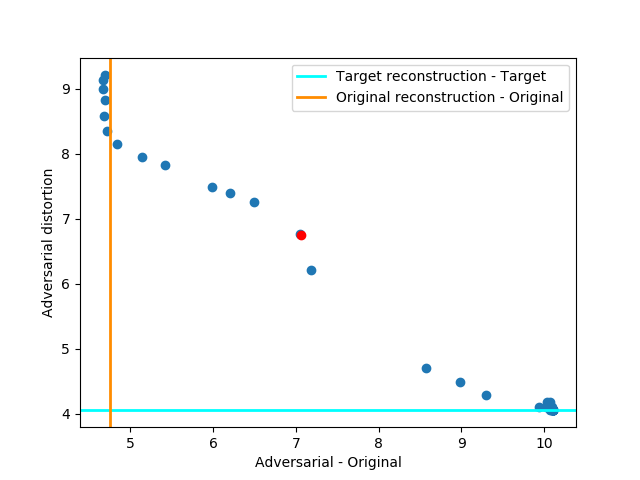 Target reconstruction - Target
Original reconstruction - Original
9
8
7
6
5
4
Adversarial distortion
5 6 7 8 9 10
Adversarial - Original